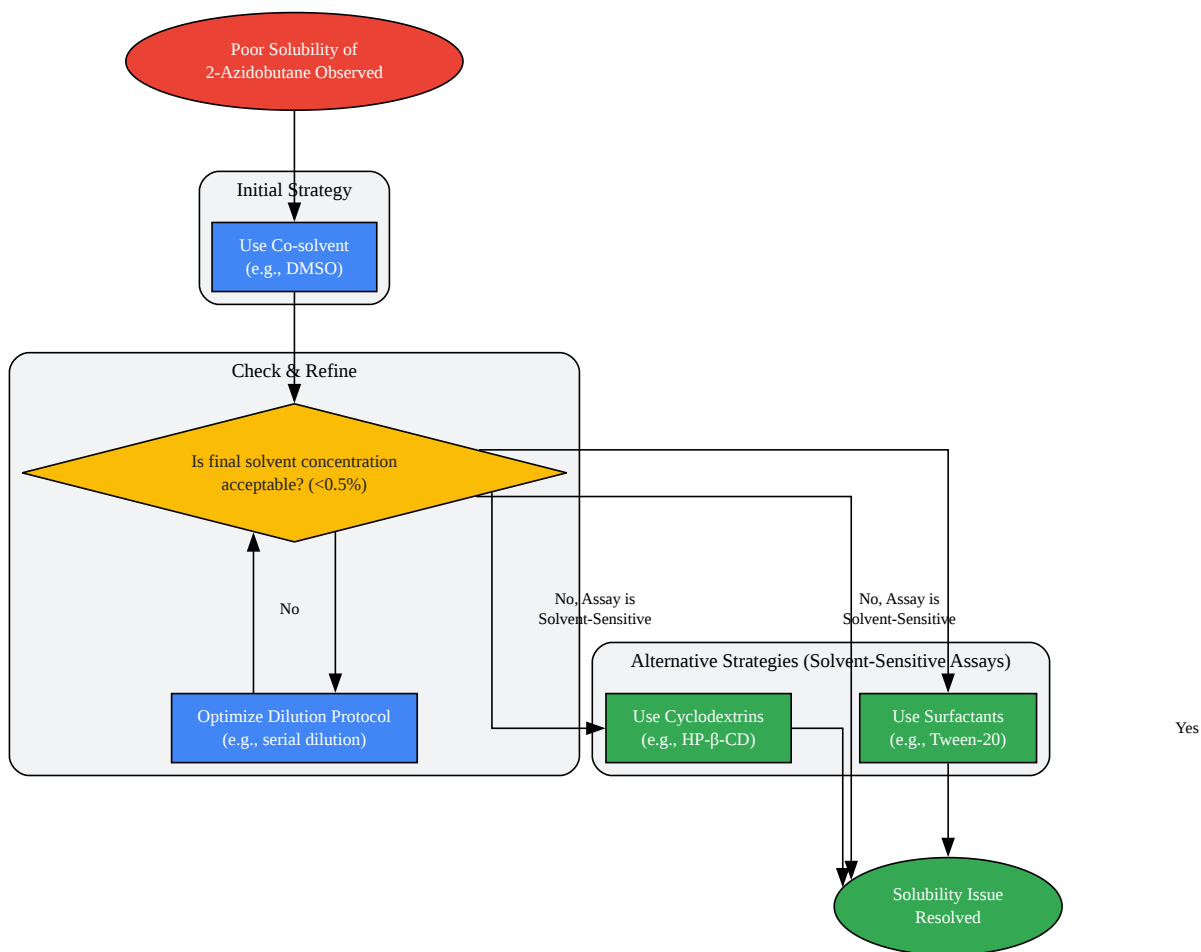 Poor Solubility of
2-Azidobutane Observed
Initial Strategy
Use Co-solvent
(e.g., DMSO)
Check & Refine
Is final solvent concentration
acceptable? (<0.5%)
No
No, Assay is
Solvent-Sensitive
No, Assay is
Solvent-Sensitive
Alternative Strategies (Solvent-Sensitive Assays)
Optimize Dilution Protocol
(e.g., serial dilution)
Use Cyclodextrins
(e.g., HP-β-CD)
Use Surfactants
(e.g., Tween-20)
Yes
Solubility Issue
Resolved